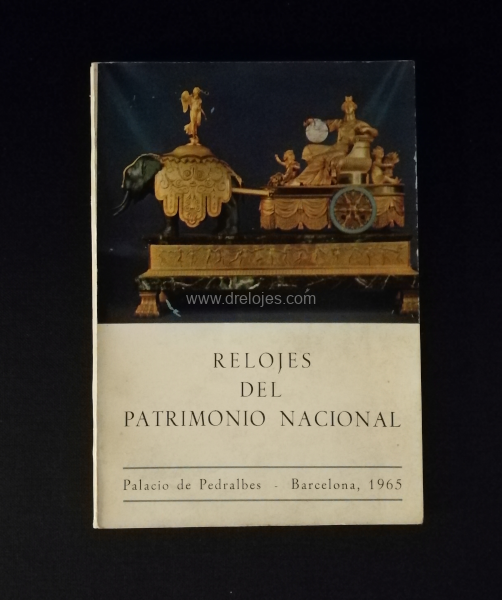 www.drelojes.com
RELOJES
DEL
PATRIMONIO NACIONAL
Palacio de Pedralbes - Barcelona, 1965